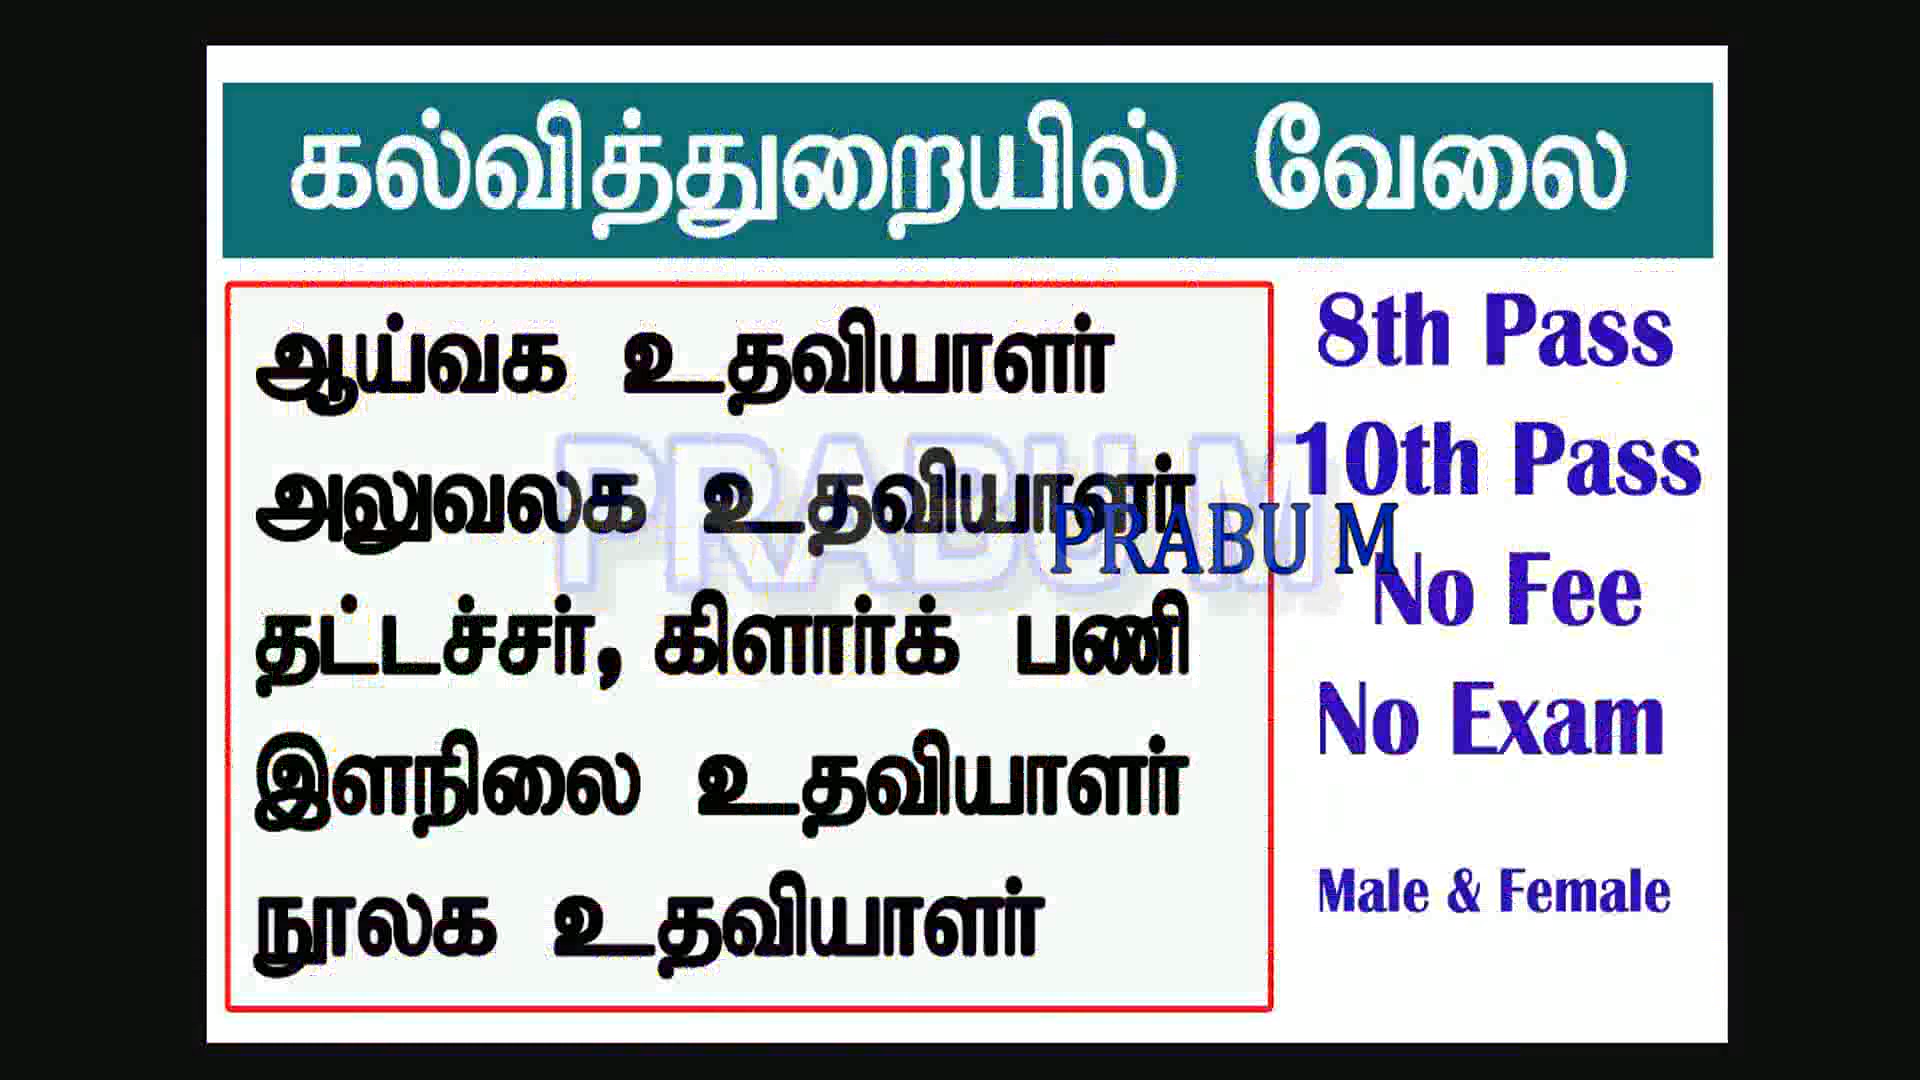 கல்வித்துறையில் வேலை
ஆய்வக உதவியாளர்
அலுவலக உதவியாளர்
தட்டச்சர், கிளார்க் பணி
இளநிலை உதவியாளர்
நூலக உதவியாளர்
8th Pass
10th Pass
No Fee
No Exam
Male & Female
PRABU M
PRABU M